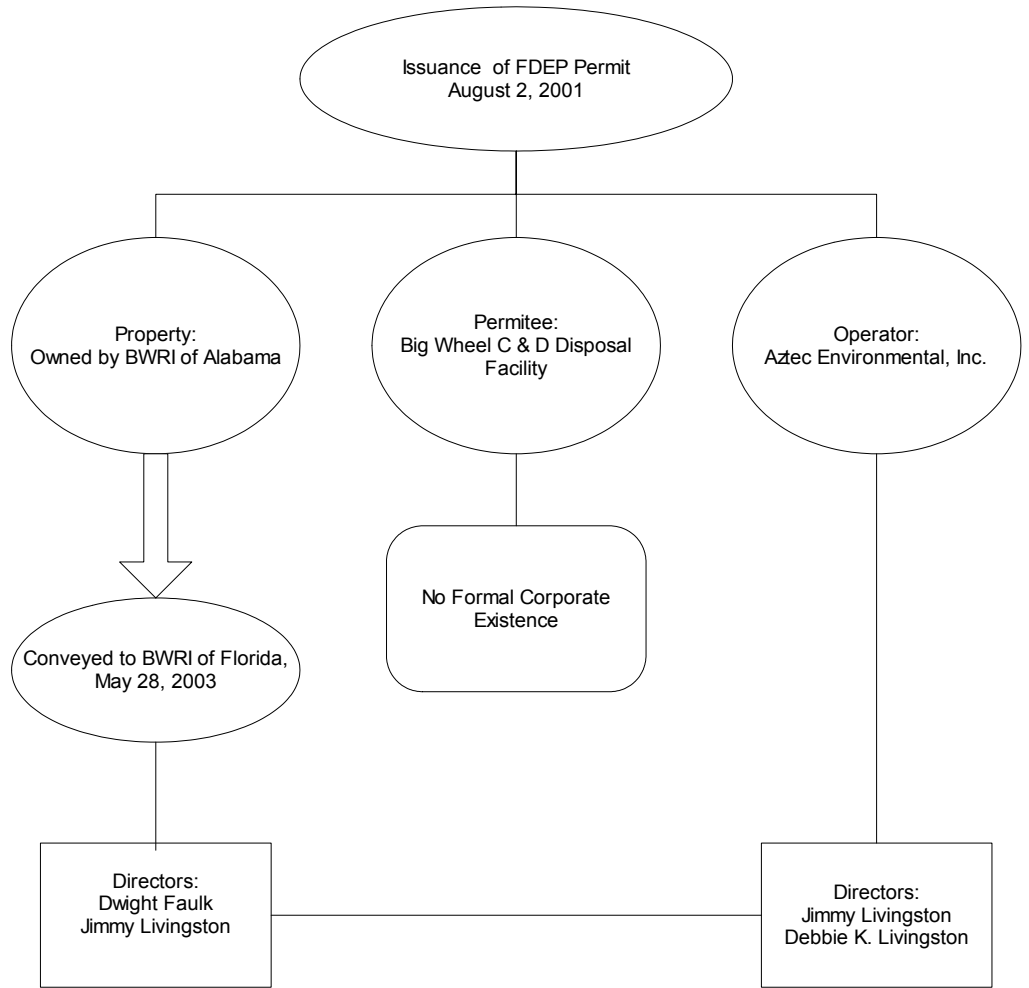 Issuance of FDEP Permit
August 2, 2001
Property:
Owned by BWRI of Alabama
Permitee:
Big Wheel C & D Disposal
Facility
Operator:
Aztec Environmental, Inc.
No Formal Corporate
Existence
Conveyed to BWRI of Florida,
May 28, 2003
Directors:
Dwight Faulk
Jimmy Livingston
Directors:
Jimmy Livingston
Debbie K. Livingston